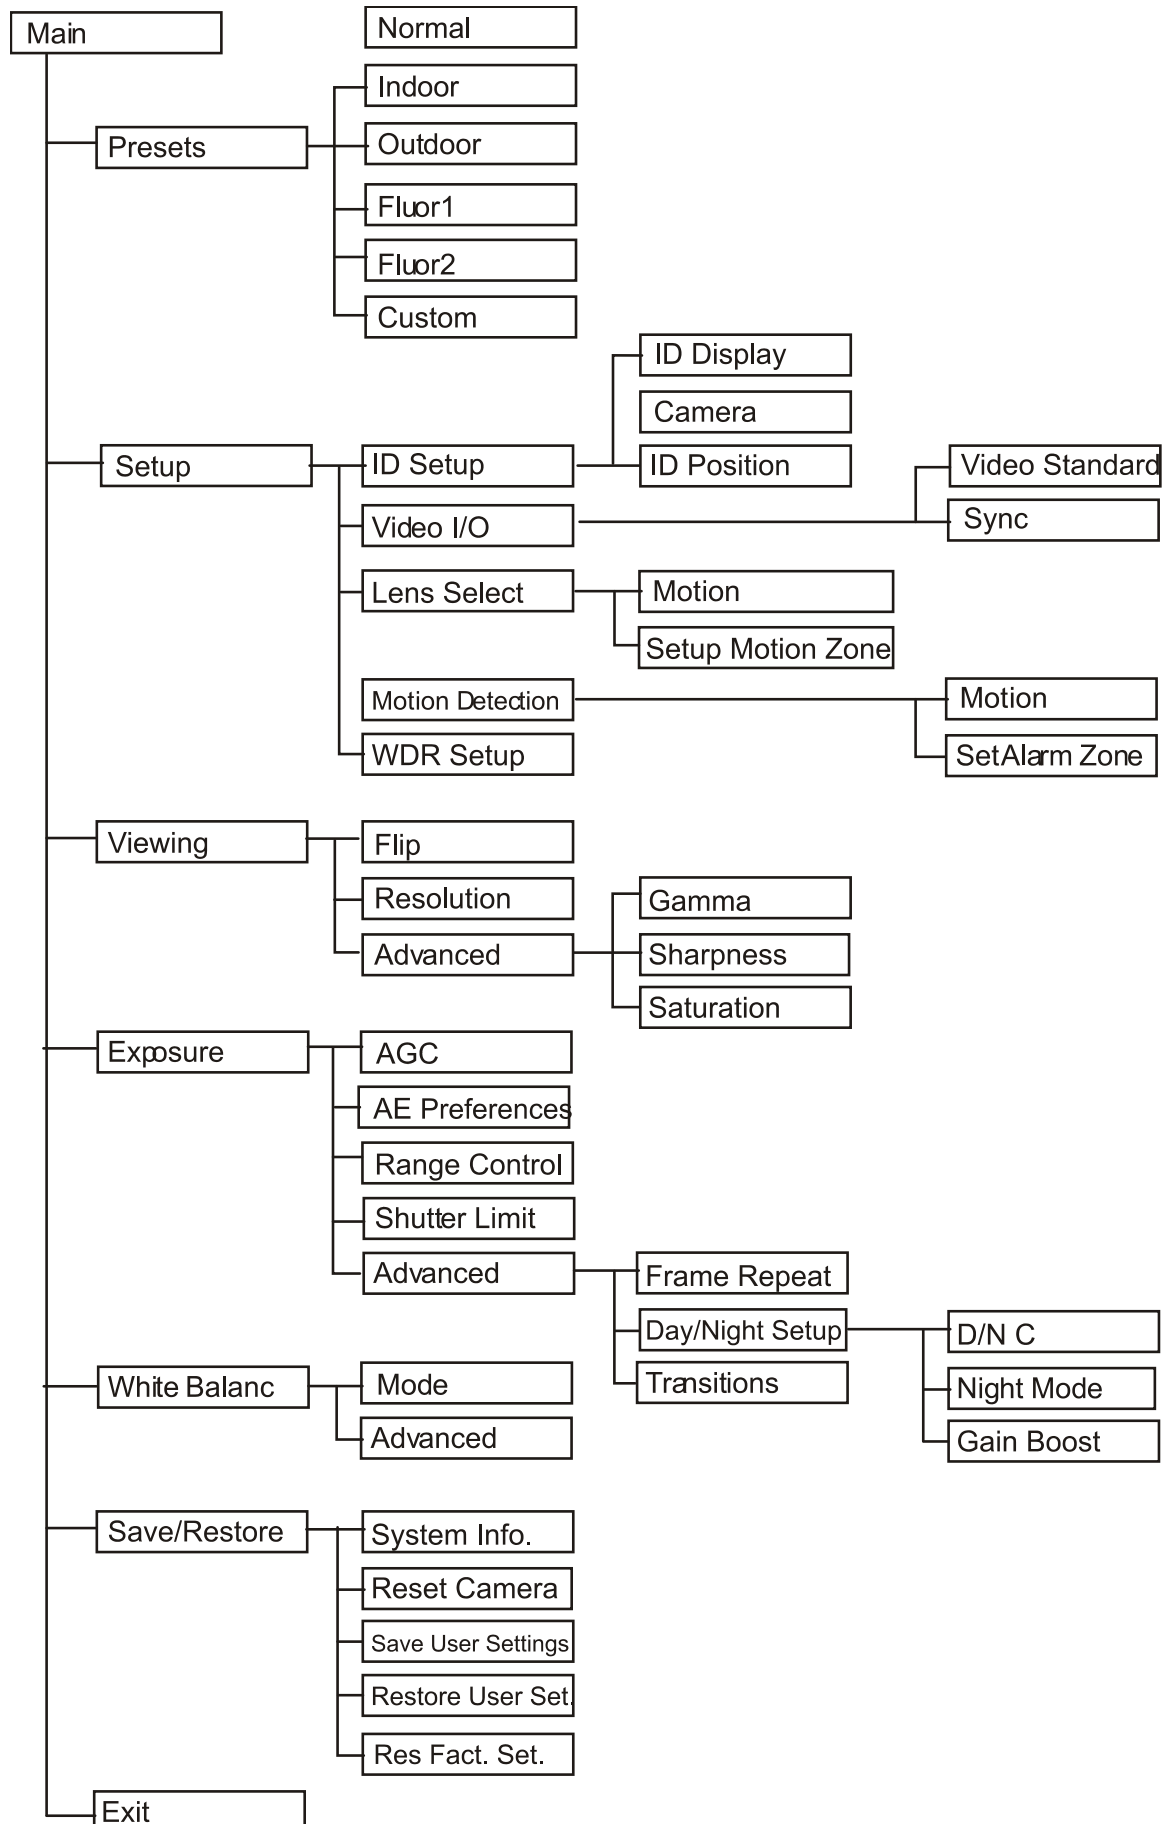 Main
Normal
Indoor
Presets
Outdoor
Fluor1
Fluor2
Custom
ID Display
Camera
Setup
ID Setup
ID Position
Video Standard
Video I/O
Sync
Lens Select
Motion
Setup Motion Zone
Motion Detection
Motion
WDR Setup
Set Alarm Zone
Viewing
Flip
Resolution
Gamma
Advanced
Sharpness
Saturation
Exposure
AGC
AE Preferences
Range Control
Shutter Limit
Advanced
Frame Repeat
Day/Night Setup
D/N C
White Balanc
Mode
Transitions
Night Mode
Advanced
Gain Boost
Save/Restore
System Info.
Reset Camera
Save User Settings
Restore User Set.
Res Fact. Set.
Exit